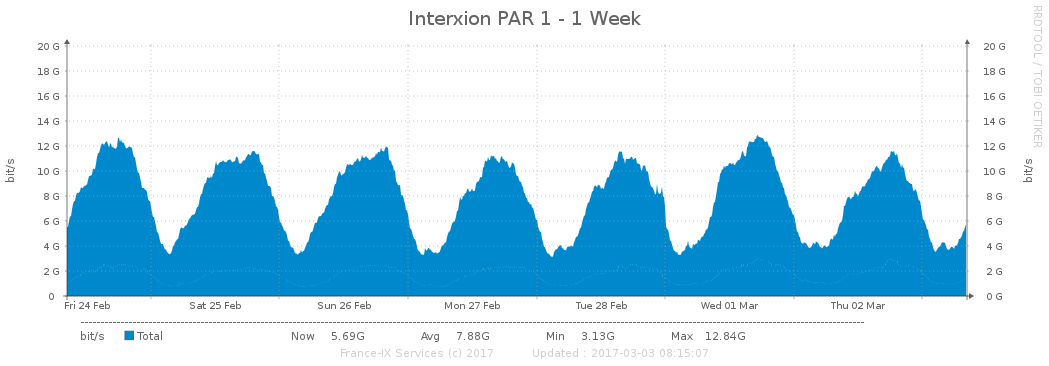 Interxion PAR 1 - 1 Week
RRDTOOL / TOBI OETIKER
20 G 20 G
18 G 18 G
16 G 16 G
14 G 14 G
12 G 12 G
10 G 10 G
8 G 8 G
6 G 6 G
4 G 4 G
2 G 2 G
0 0 G
bit/s
bit/s
Fri 24 Feb Sat 25 Feb Sun 26 Feb Mon 27 Feb Tue 28 Feb Wed 01 Mar Thu 02 Mar
bit/s Total Now 5.69G Avg 7.88G Min 3.13G Max 12.84G
France-IX Services (c) 2017 Updated : 2017-03-03 08:15:07